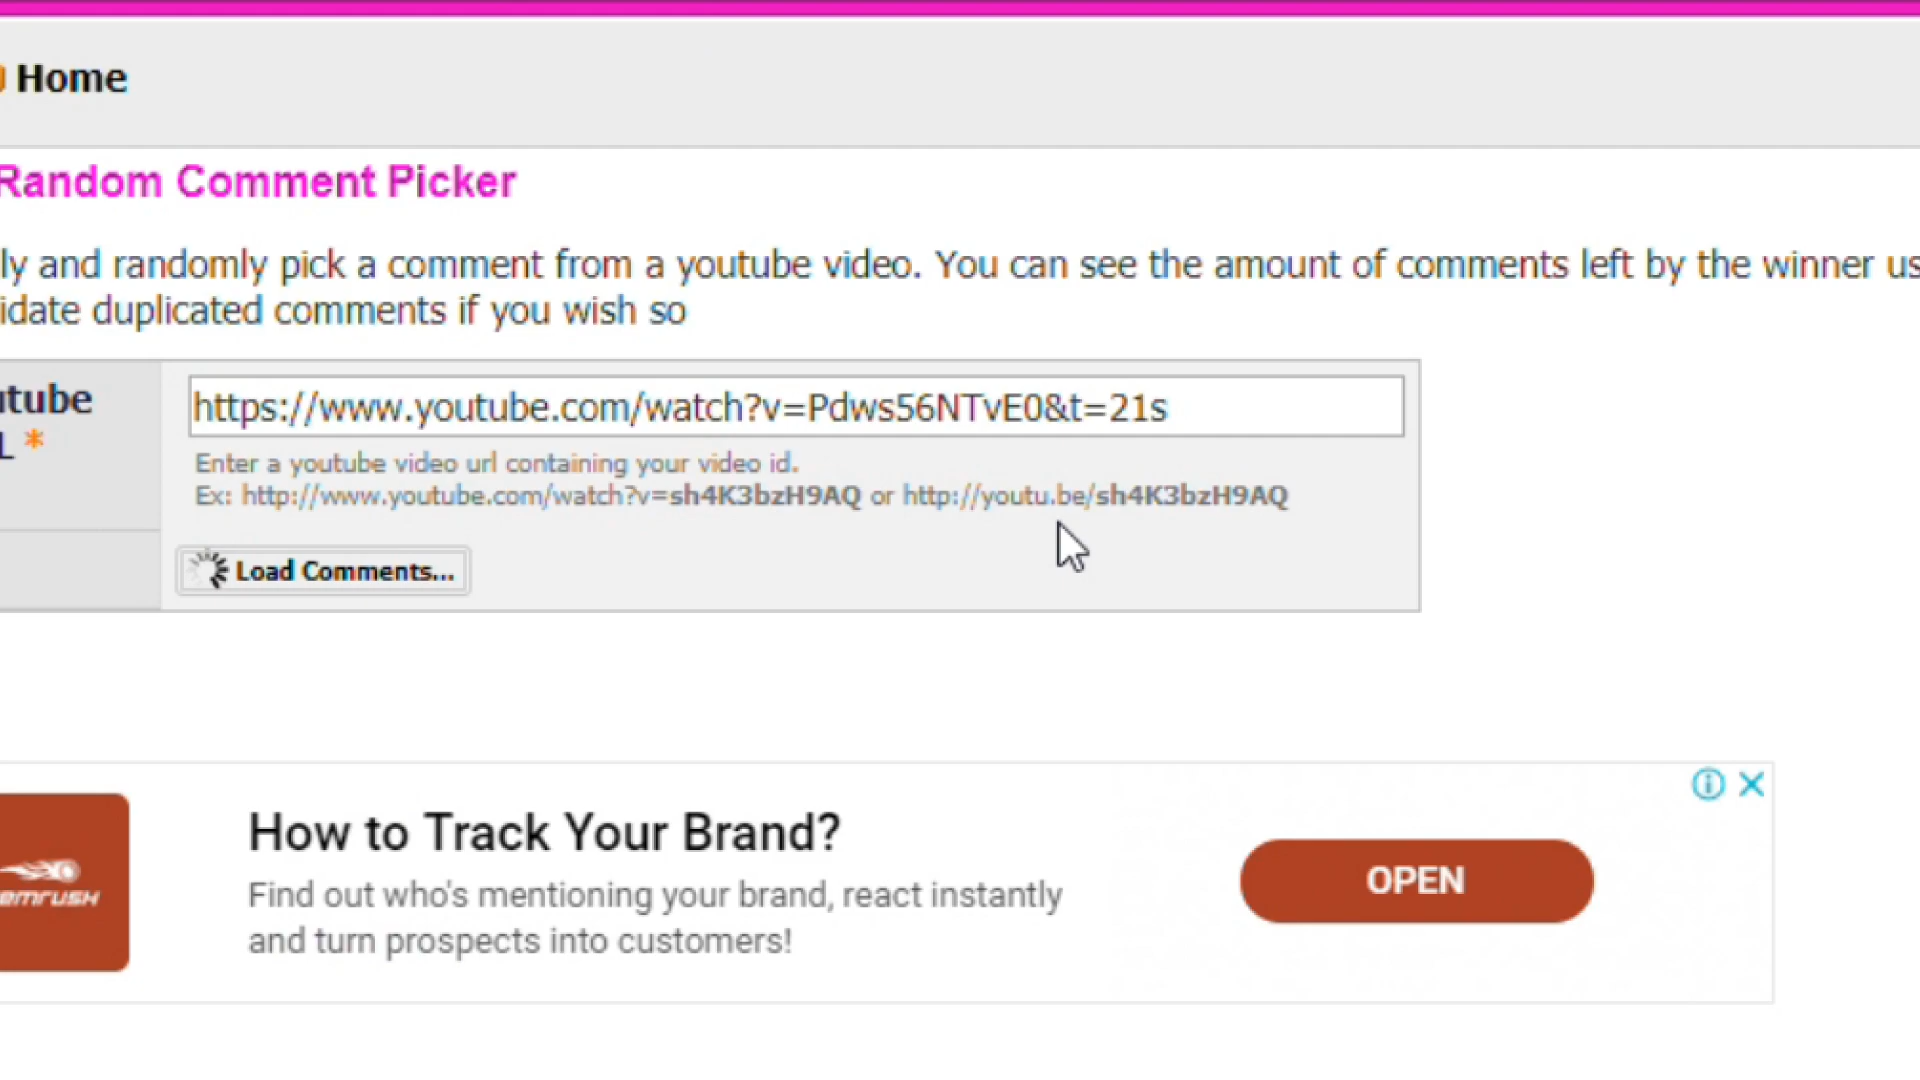 Home
Random Comment Picker
ly and randomly pick a comment from a youtube video. You can see the amount of comments left by the winner us
idate duplicated comments if you wish so
utube
L *
https://www.youtube.com/watch?v=Pdws56NTvE0&t=21s
Enter a youtube video url containing your video id.
Ex: http://www.youtube.com/watch?v=sh4K3bzH9AQ or http://youtu.be/sh4K3bzH9AQ
Load Comments...
How to Track Your Brand?
Find out who's mentioning your brand, react instantly
and turn prospects into customers!
OPEN
emrush